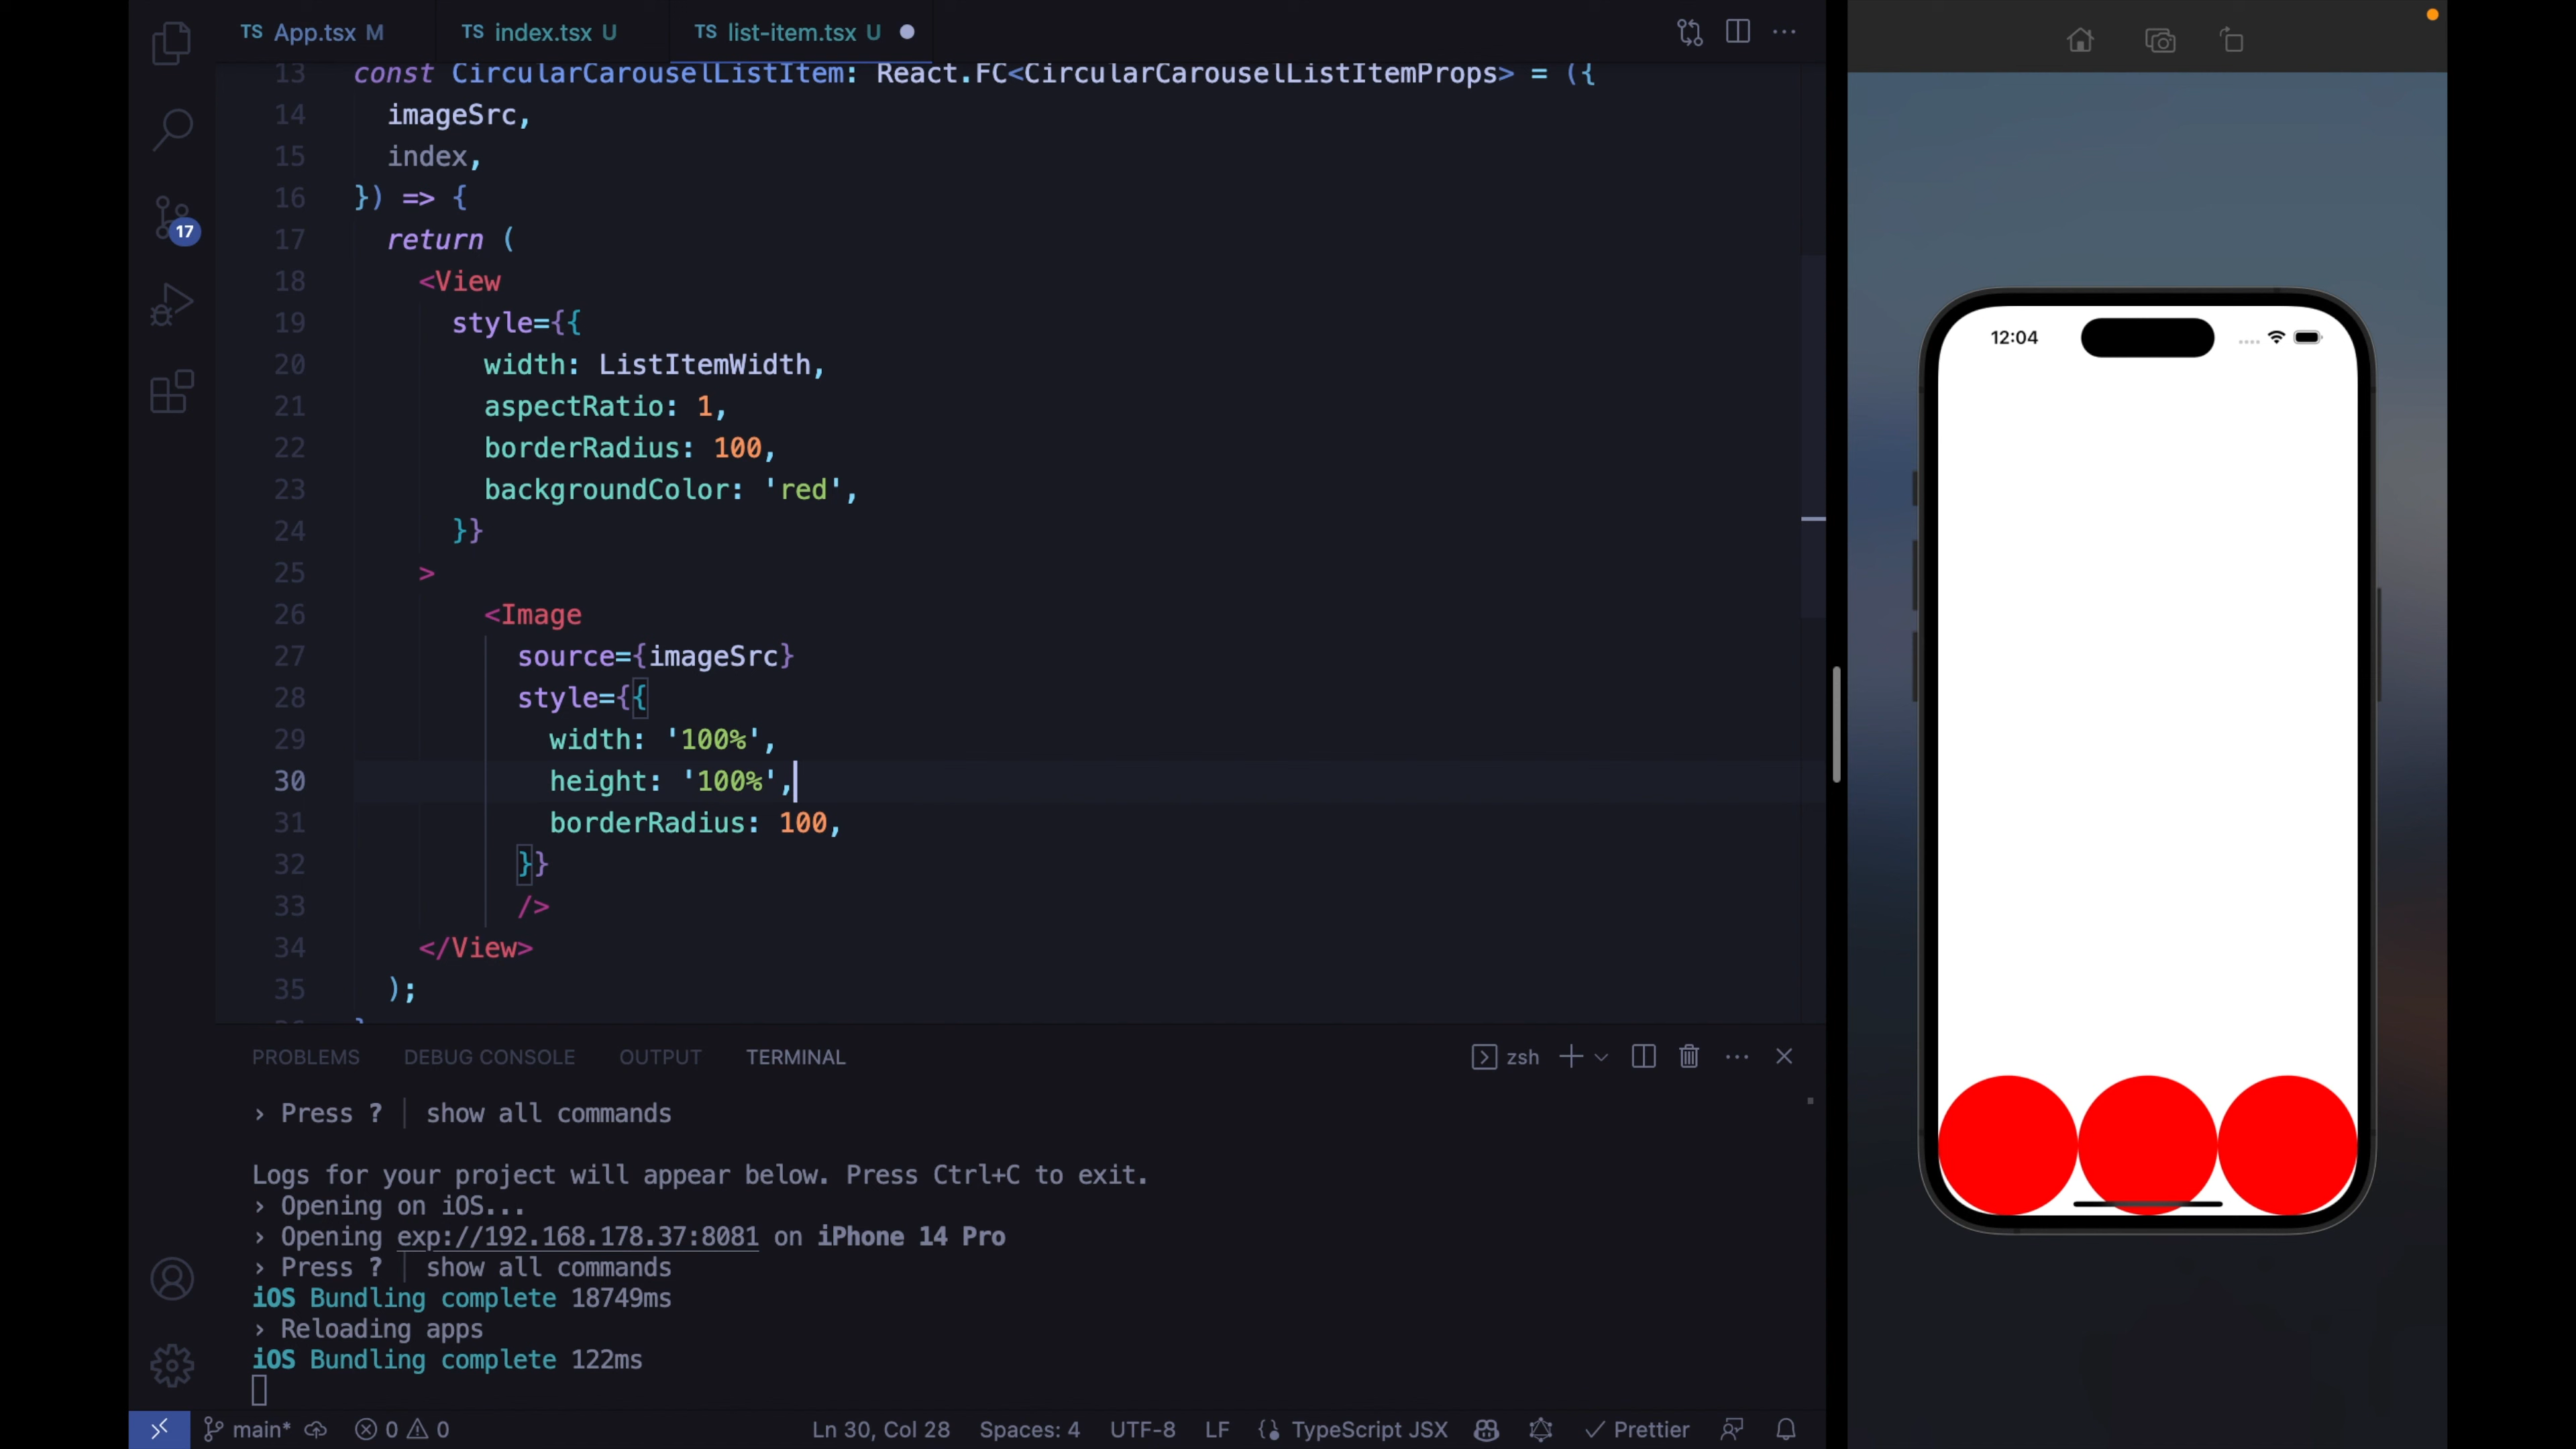 TS App.tsx M TS index.tsx U TS list-item.tsx U
13 const CircularCarouselListItem: React.FC<CircularCarouselListItemProps> = ({
14 imageSrc,
15 index,
16 }) => {
17 return (
18 <View
19 style={{
20 width: ListItemWidth,
21 aspectRatio: 1,
22 borderRadius: 100,
23 backgroundColor: 'red',
24 }}
25 >
26 <Image
27 source={imageSrc}
28 style={{
29 width: '100%',
30 height: '100%',
31 borderRadius: 100,
32 }}
33 />
34 </View>
35 );
17
12:04
PROBLEMS DEBUG CONSOLE OUTPUT TERMINAL zsh
› Press ? │ show all commands
Logs for your project will appear below. Press Ctrl+C to exit.
› Opening on iOS...
› Opening exp://192.168.178.37:8081 on iPhone 14 Pro
› Press ? │ show all commands
iOS Bundling complete 18749ms
› Reloading apps
iOS Bundling complete 122ms
main* 0 0 Ln 30, Col 28 Spaces: 4 UTF-8 LF TypeScript JSX Prettier